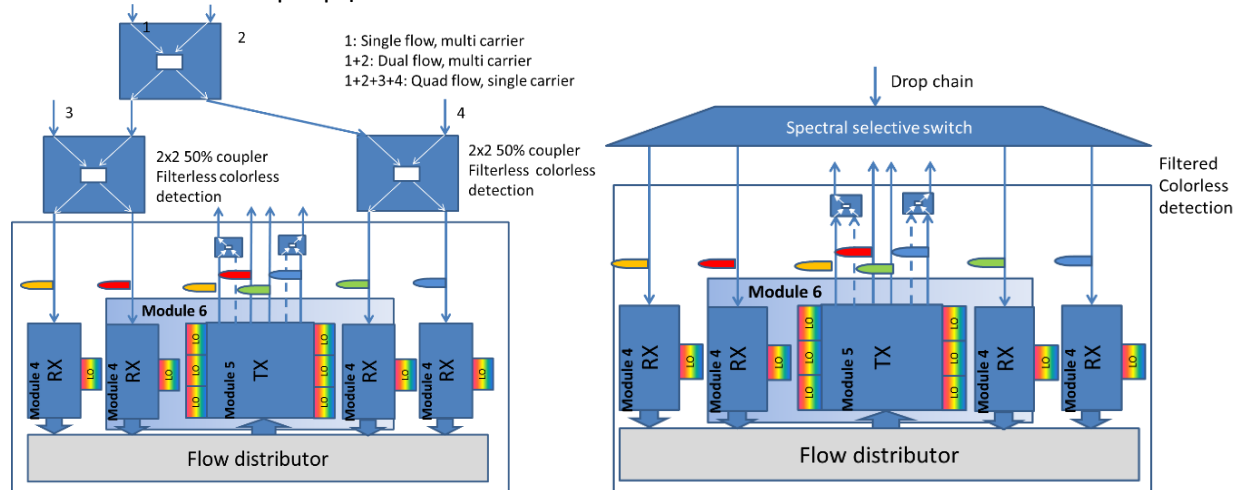 1
2
1: Single flow, multi carrier
1+2: Dual flow, multi carrier
1+2+3+4: Quad flow, single carrier
3
4
2x2 50% coupler
Filterless colorless
detection
2x2 50% coupler
Filterless colorless
detection
Module 6
Module 4
RX
LO
Module 4
RX
LO
LO
LO
LO
Module 5
TX
LO
LO
LO
Module 4
RX
LO
Module 4
RX
LO
Flow distributor
Drop chain
Spectral selective switch
Filtered
Colorless
detection
Module 6
Module 4
RX
LO
Module 4
RX
LO
LO
LO
LO
Module 5
TX
LO
LO
LO
Module 4
RX
LO
Module 4
RX
LO
Flow distributor